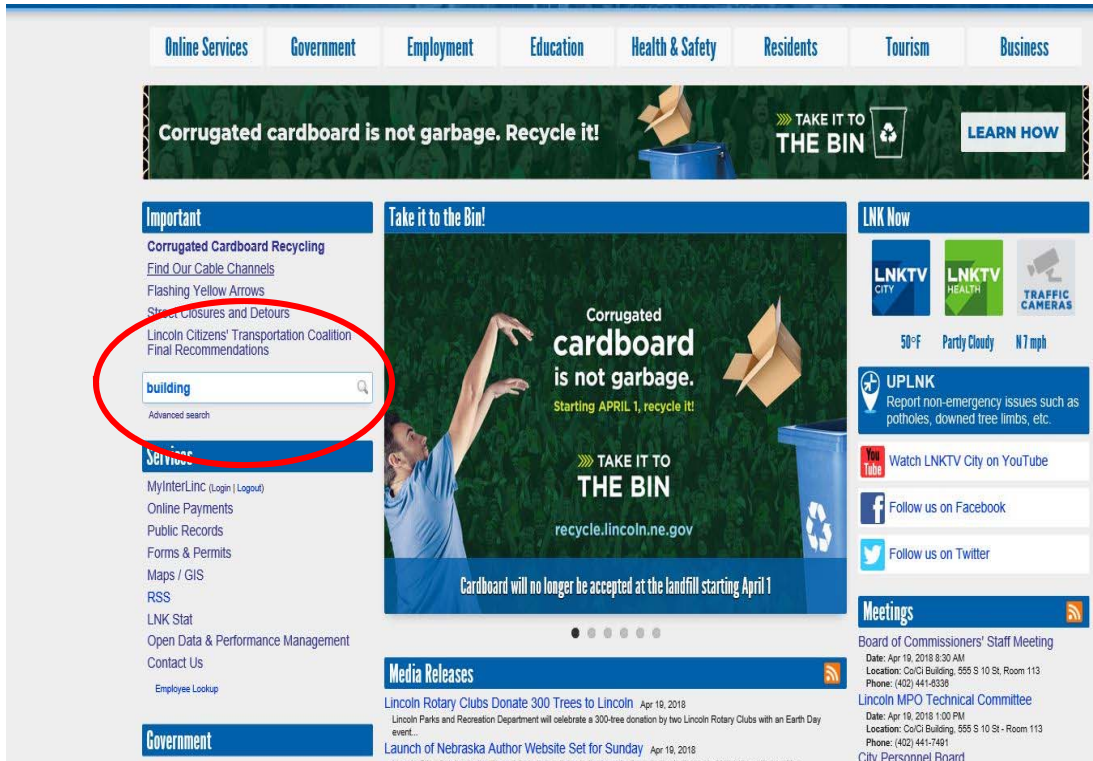 Online Services Government Employment Education Health & Safety Residents Tourism Business
Corrugated cardboard is not garbage. Recycle it!
TAKE IT TO
THE BIN
LEARN HOW
Important
Corrugated Cardboard Recycling
Find Our Cable Channels
Flashing Yellow Arrows
Street Closures and Detours
Lincoln Citizens' Transportation Coalition
Final Recommendations
building
Advanced search
Services
MyInterLinc (Login | Logout)
Online Payments
Public Records
Forms & Permits
Maps / GIS
RSS
LNK Stat
Open Data & Performance Management
Contact Us
Employee Lookup
Government
Take it to the Bin!
Corrugated
cardboard
is not garbage.
Starting APRIL 1, recycle it!
TAKE IT TO
THE BIN
recycle.lincoln.ne.gov
Cardboard will no longer be accepted at the landfill starting April 1
Media Releases
Lincoln Rotary Clubs Donate 300 Trees to Lincoln Apr 19, 2018
Lincoln Parks and Recreation Department will celebrate a 300-tree donation by two Lincoln Rotary Clubs with an Earth Day
event...
Launch of Nebraska Author Website Set for Sunday Apr 19, 2018
LNK Now
LNKTV
CITY
LNKTV
HEALTH
TRAFFIC
CAMERAS
50°F Partly Cloudy N 7 mph
UPLNK
Report non-emergency issues such as
potholes, downed tree limbs, etc.
You
Tube
Watch LNKTV City on YouTube
Follow us on Facebook
Follow us on Twitter
Meetings
Board of Commissioners' Staff Meeting
Date: Apr 19, 2018 8:30 AM
Location: Co/Ci Building, 555 S 10 St, Room 113
Phone: (402) 441-6336
Lincoln MPO Technical Committee
Date: Apr 19, 2018 1:00 PM
Location: Co/Ci Building, 555 S 10 St - Room 113
Phone: (402) 441-7491
City Personnel Board